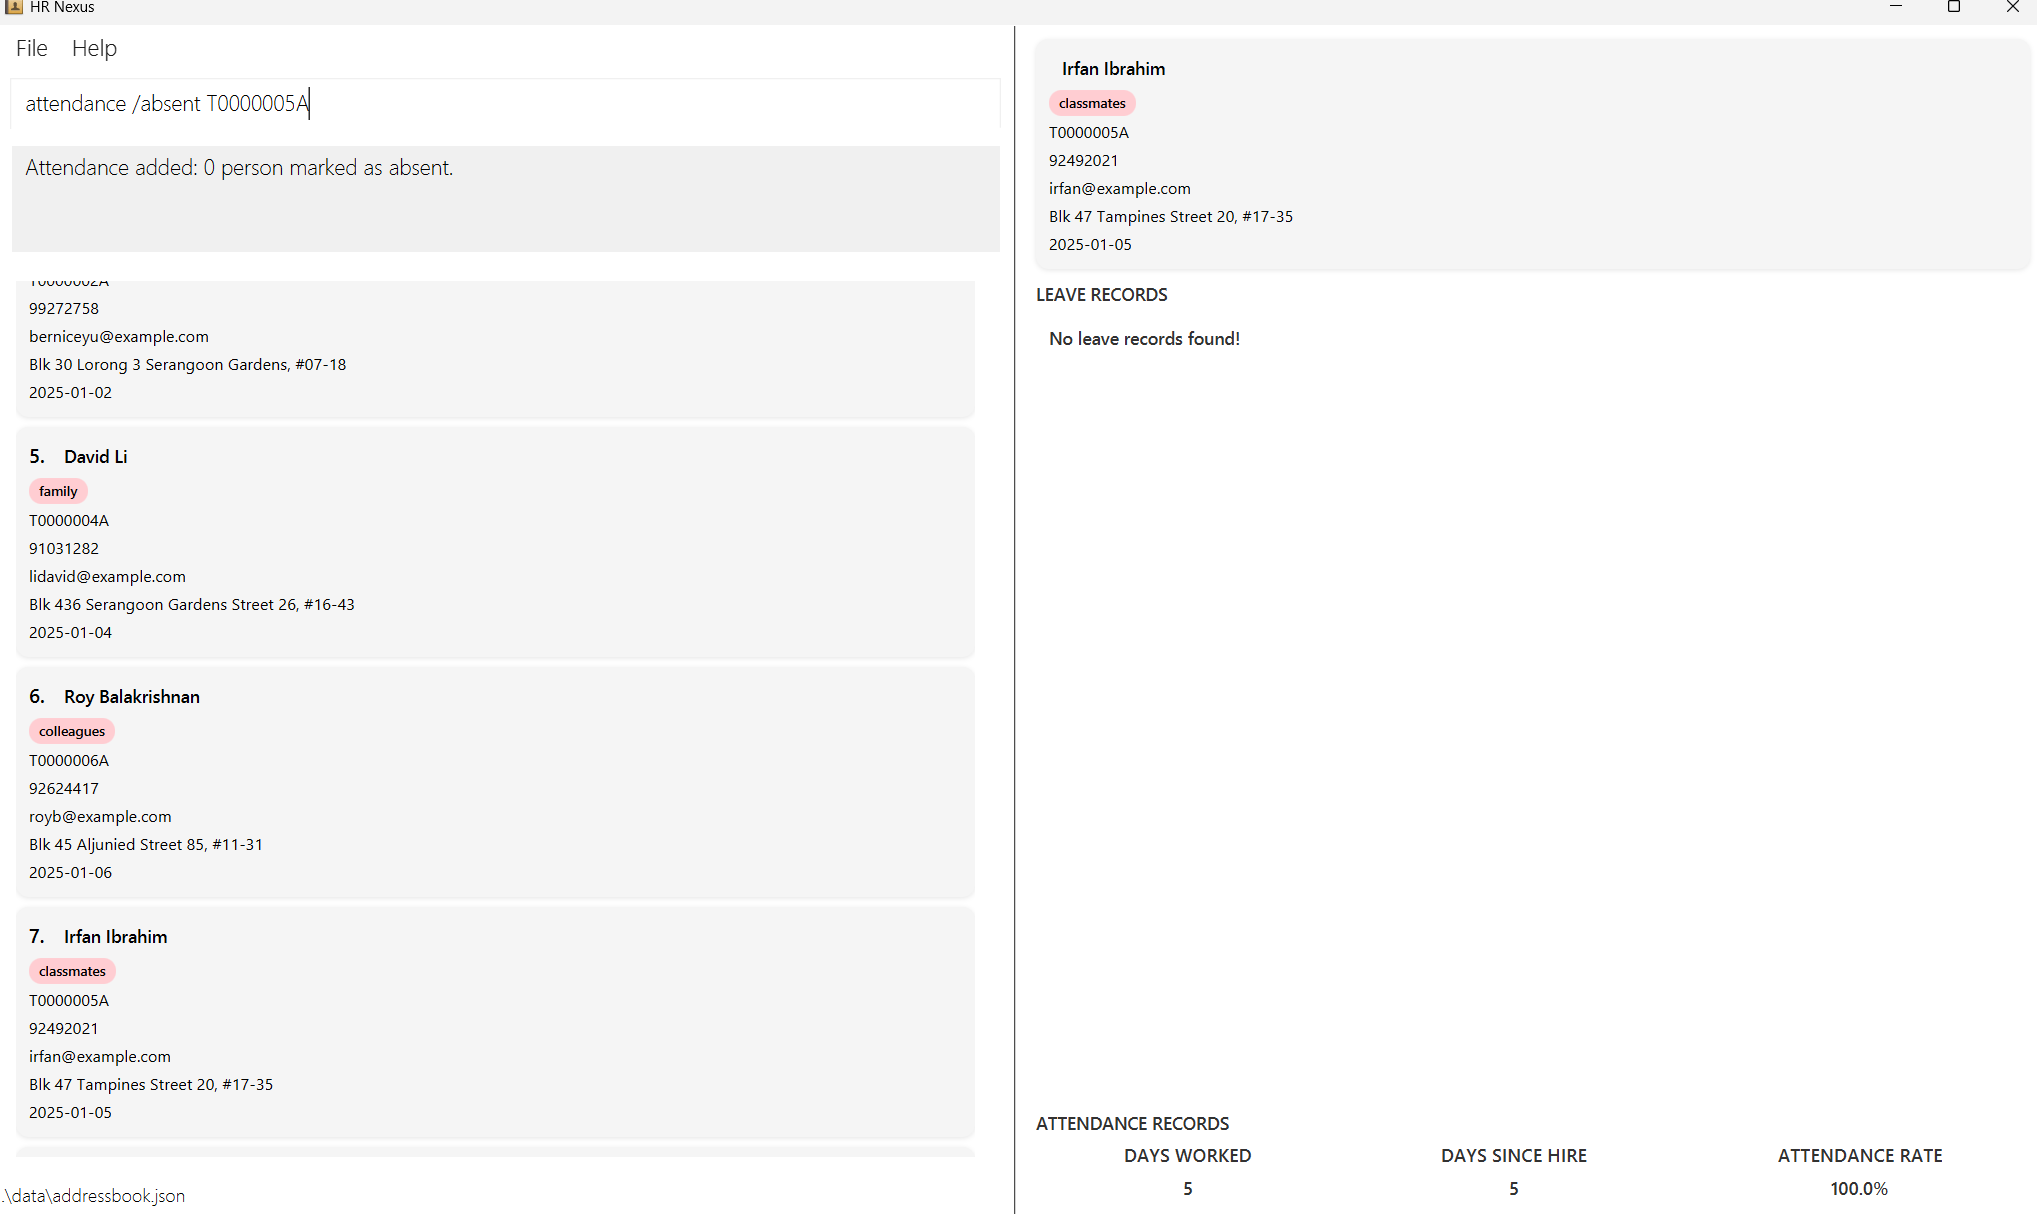 HR Nexus
File Help
attendance /absent T0000005A
Attendance added: 0 person marked as absent.
T0000002A
99272758
berniceyu@example.com
Blk 30 Lorong 3 Serangoon Gardens, #07-18
2025-01-02
5. David Li
family
T0000004A
91031282
lidavid@example.com
Blk 436 Serangoon Gardens Street 26, #16-43
2025-01-04
6. Roy Balakrishnan
colleagues
T0000006A
92624417
royb@example.com
Blk 45 Aljunied Street 85, #11-31
2025-01-06
7. Irfan Ibrahim
classmates
T0000005A
92492021
irfan@example.com
Blk 47 Tampines Street 20, #17-35
2025-01-05
.\data\addressbook.json
Irfan Ibrahim
classmates
T0000005A
92492021
irfan@example.com
Blk 47 Tampines Street 20, #17-35
2025-01-05
LEAVE RECORDS
No leave records found!
ATTENDANCE RECORDS
DAYS WORKED DAYS SINCE HIRE ATTENDANCE RATE
5 5 100.0%